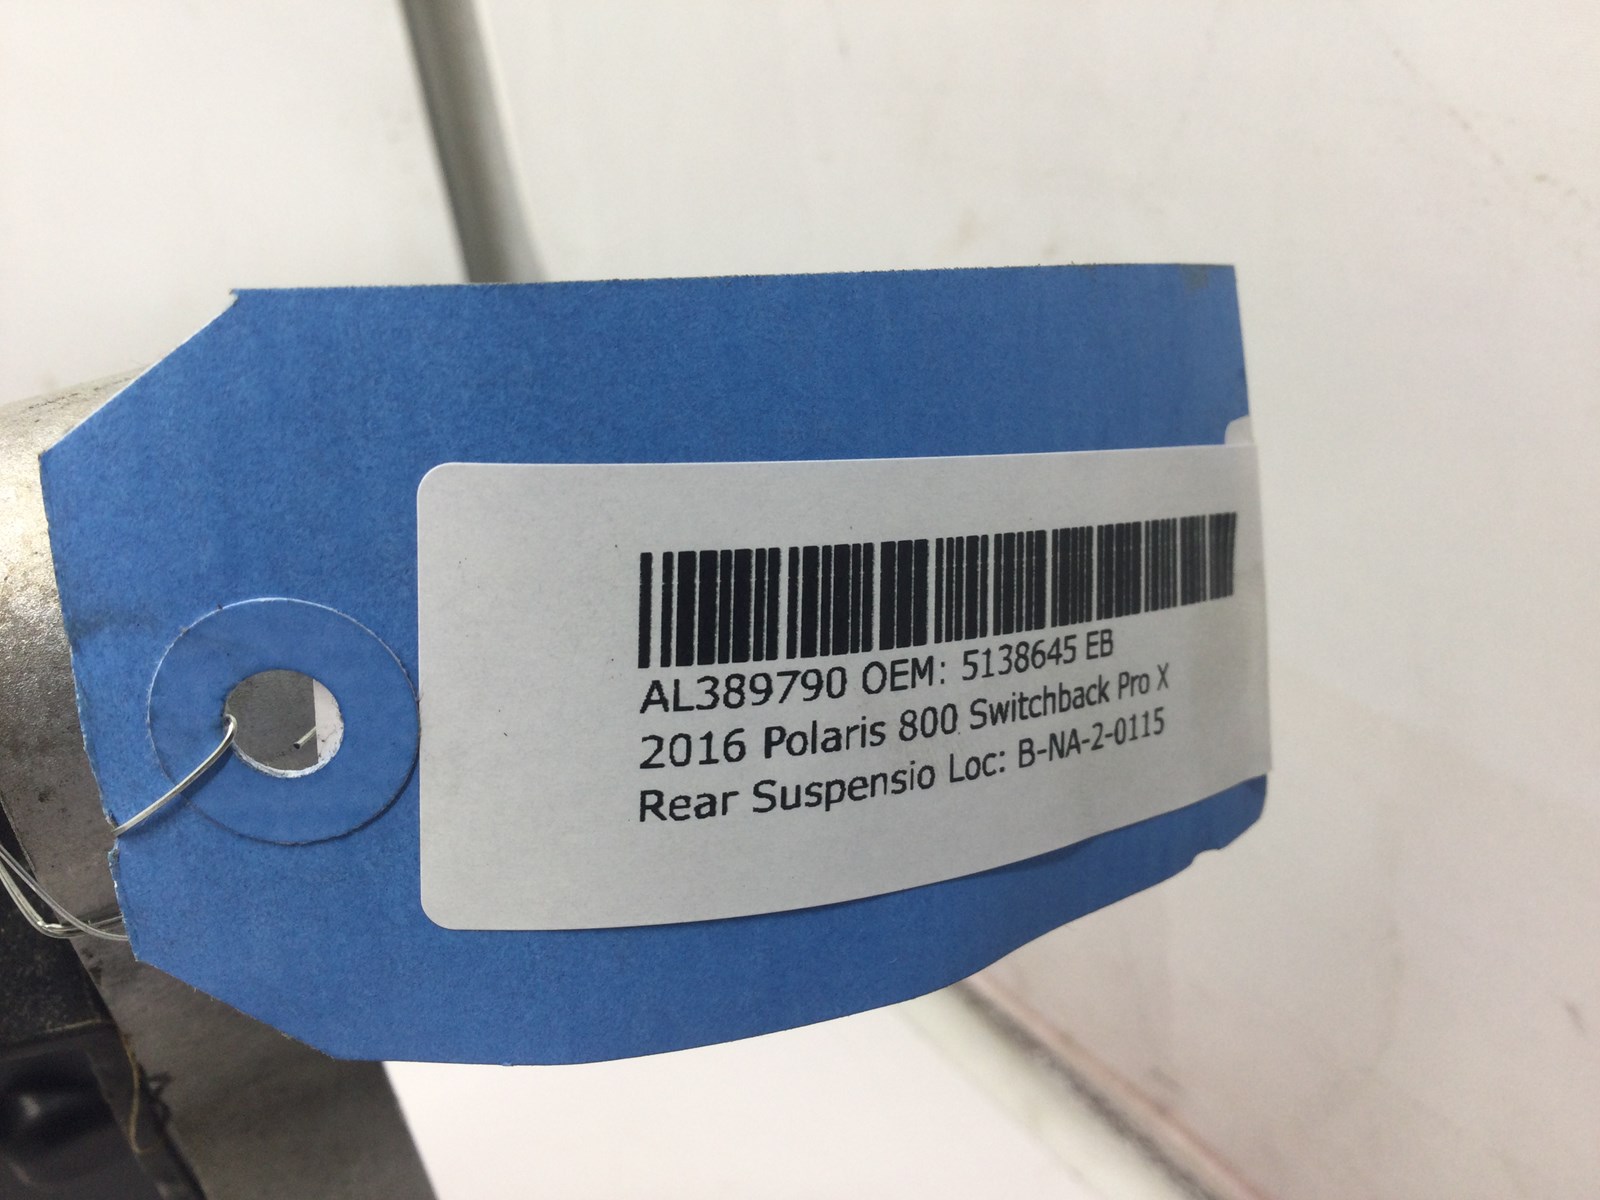 AL389790 OEM: 5138645 EB
2016 Polaris 800 Switchback Pro X
Rear Suspensio Loc: B-NA-2-0115